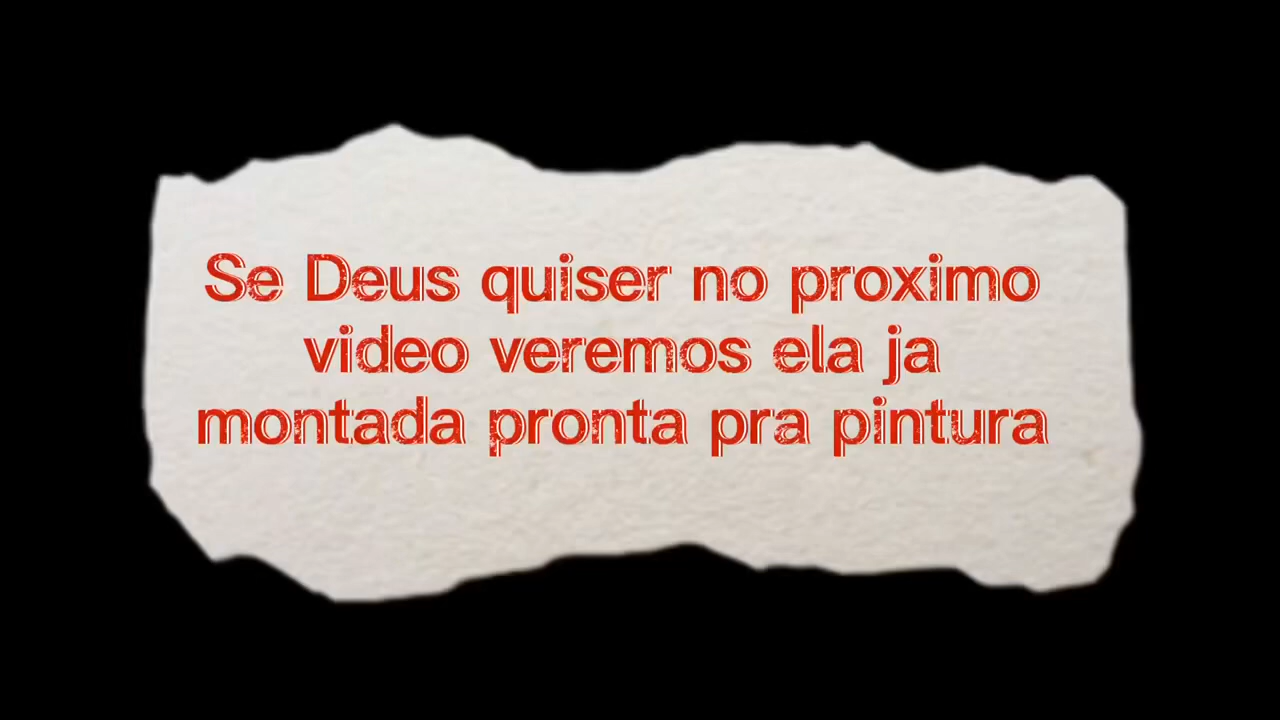 Se Deus quiser no proximo
video veremos ela ja
montada pronta pra pintura